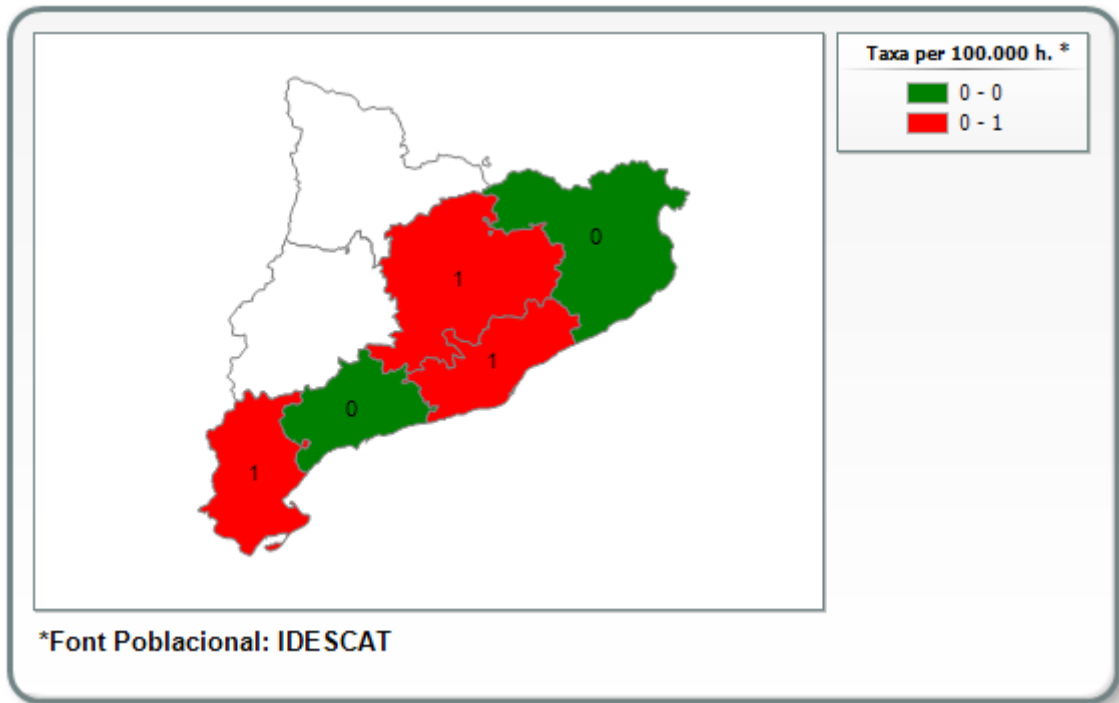 Taxa per 100.000 h. *
0 - 0
0 - 1
0
1
1
0
1
*Font Poblacional: IDESCAT